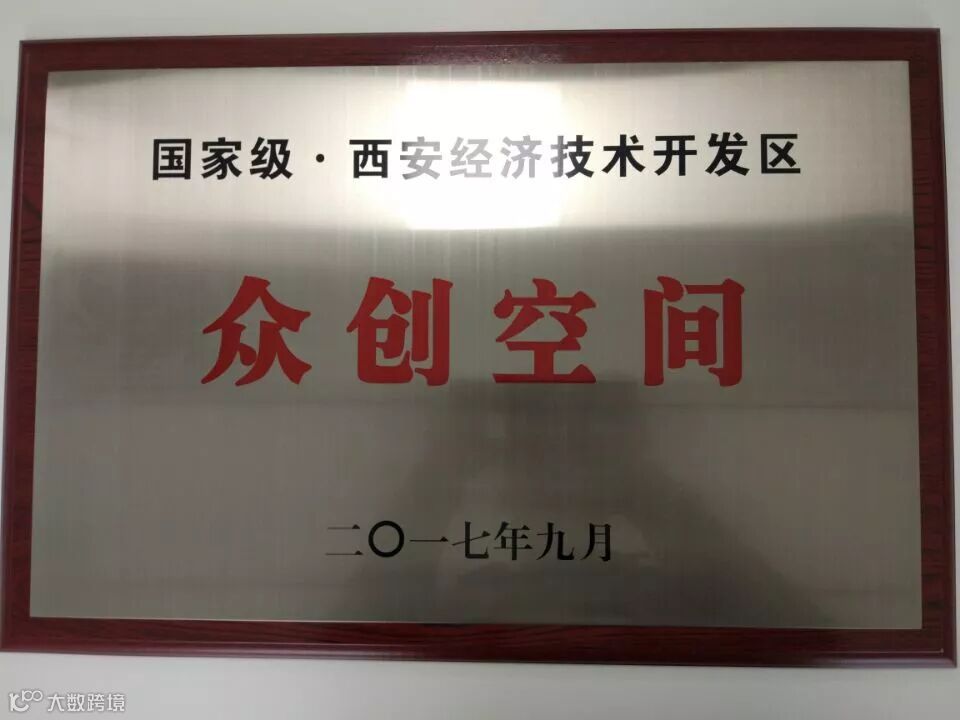 国家级·西安经济技术开发区
众创空间
二〇一七年九月
大数跨境